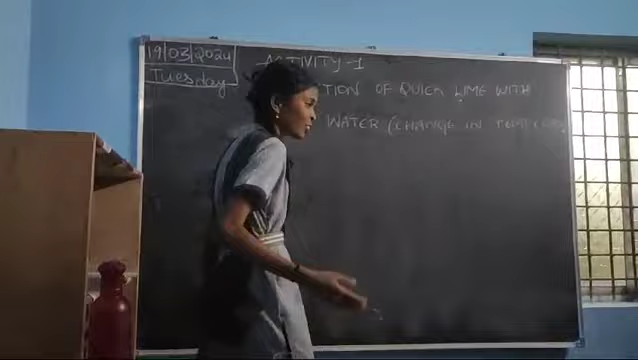 19/03/2024
Tuesday
ACTIVITY-1
TION OF QUICK LIME WITH
WATER (CHANGE IN